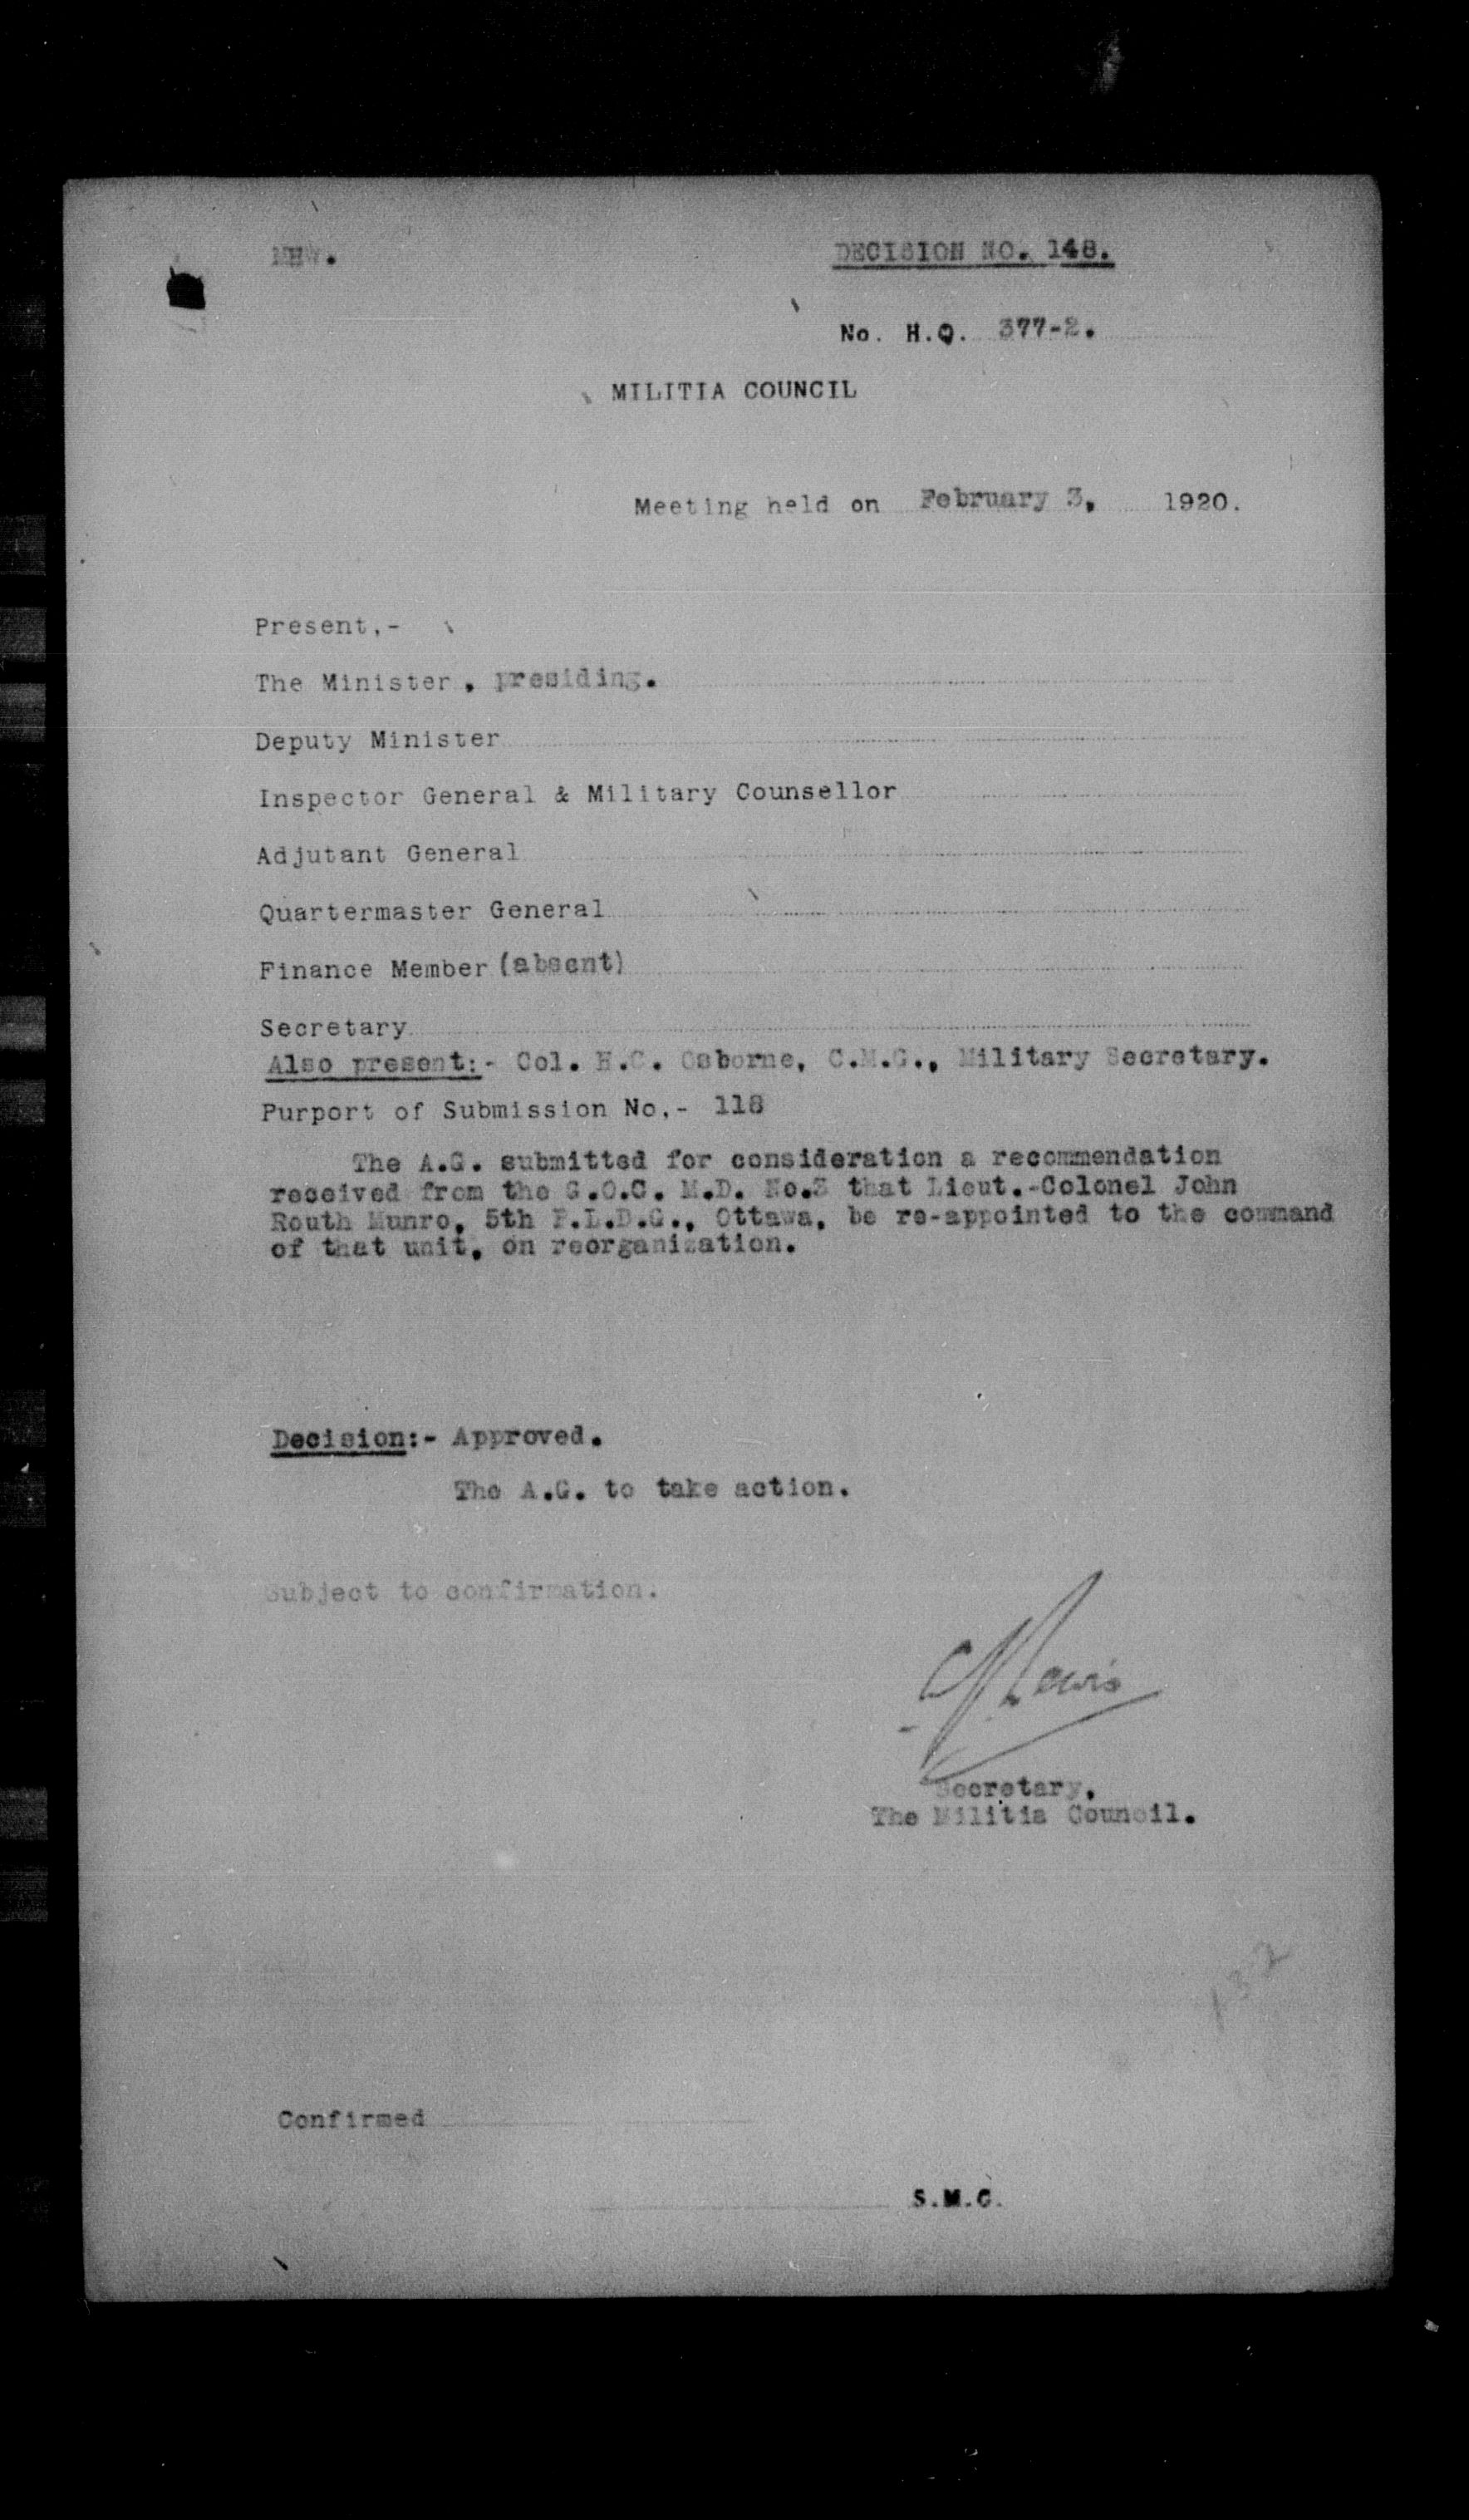 DECISION NO. 148.
No. H.Q. 377-2.
MILITIA COUNCIL
Meeting held on February 3, 1920.
Present,-
The Minister, presiding.
Deputy Minister
Inspector General & Military Counsellor
Adjutant General
Quartermaster General
Finance Member (absent)
Secretary
Also present:- Col. H.C. Osborne, C.M.G., Military Secretary.
Purport of Submission No,- 118
The A.G. submitted for consideration a recommendation
received from the G.O.C. M.D. No.3 that Lieut.-Colonel John
Routh Munro, 5th P.L.D.G., Ottawa, be re-appointed to the command
of that unit, on reorganization.
Decision:- Approved.
The A.G. to take action.
Subject to confirmation.
Secretary,
The Militia Council.
132
Confirmed
S.M.C.